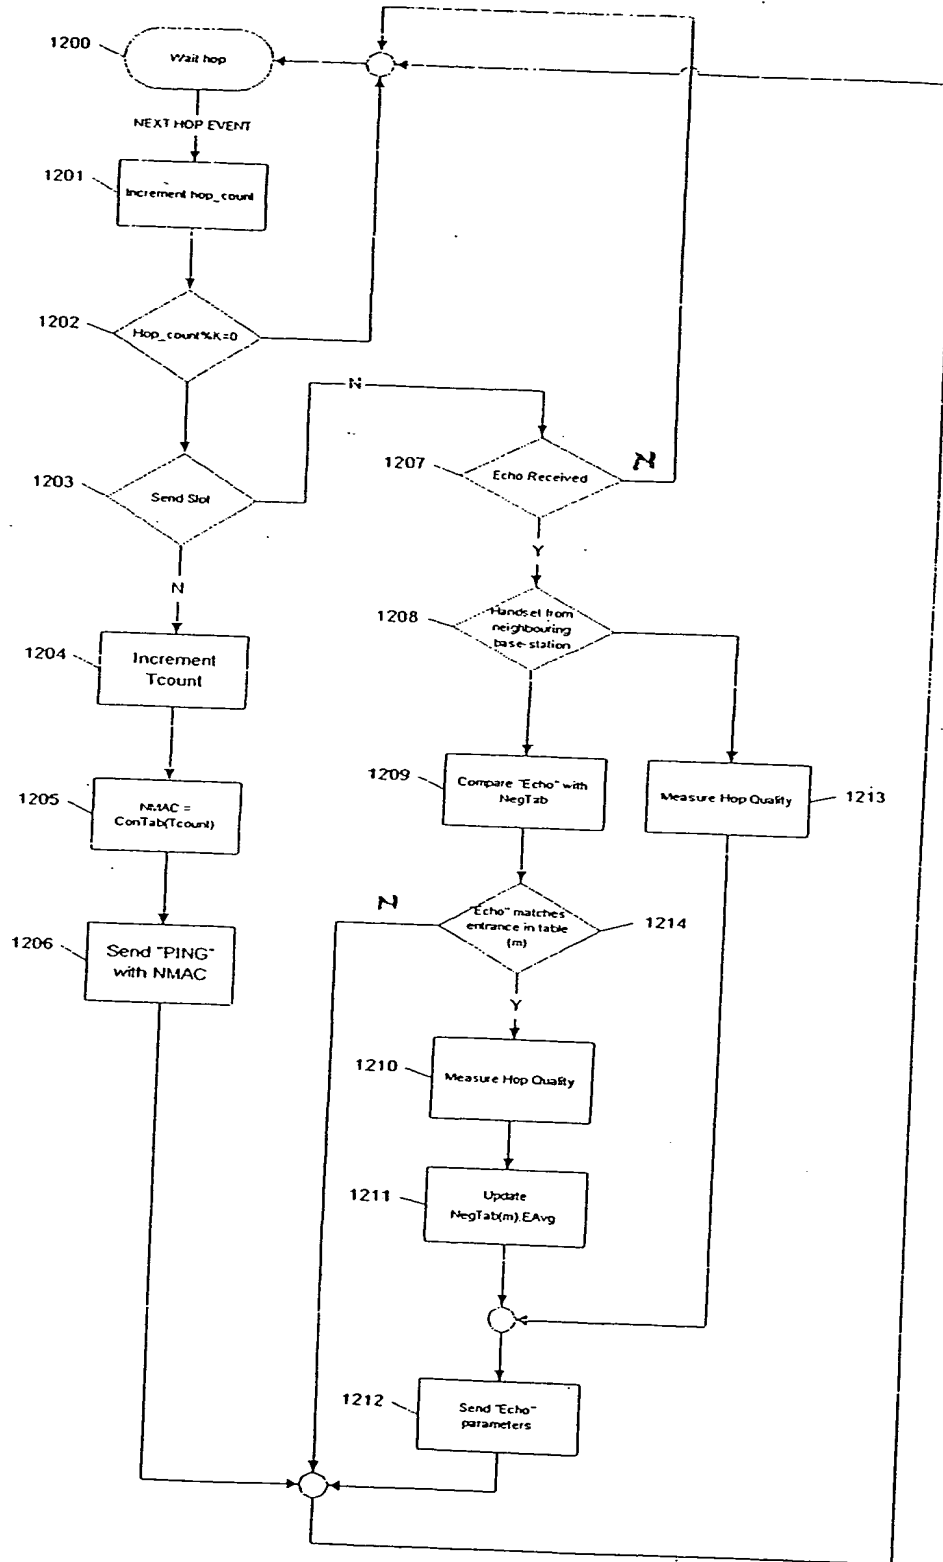 1200
Wait hop
NEXT HOP EVENT
1201
Increment hop_count
1202
Hop_count%K=0
N
1203
Send Slot
1207
Echo Received
N
Y
N
1208
Handset from
neighbouring
base-station
1204
Increment
Tcount
1209
Compare "Echo" with
NegTab
Measure Hop Quality
1213
1205
NMAC =
ConTab(Tcount)
N
"Echo" matches
entrance in table
(m)
1214
1206
Send "PING"
with NMAC
Y
1210
Measure Hop Quality
1211
Update
NegTab(m).EAvg
1212
Send "Echo"
parameters